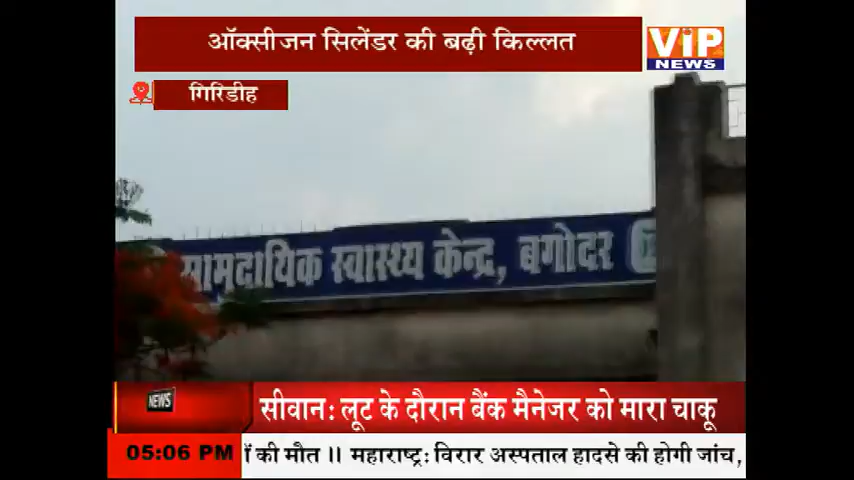 ऑक्सीजन सिलेंडर की बढ़ी किल्लत
VIP
NEWS
गिरिडीह
सामुदायिक स्वास्थ्य केन्द्र, बगोदर
NEWS
सीवान: लूट के दौरान बैंक मैनेजर को मारा चाकू
05:06 PM
की मौत || महाराष्ट्र: विरार अस्पताल हादसे की होगी जांच,